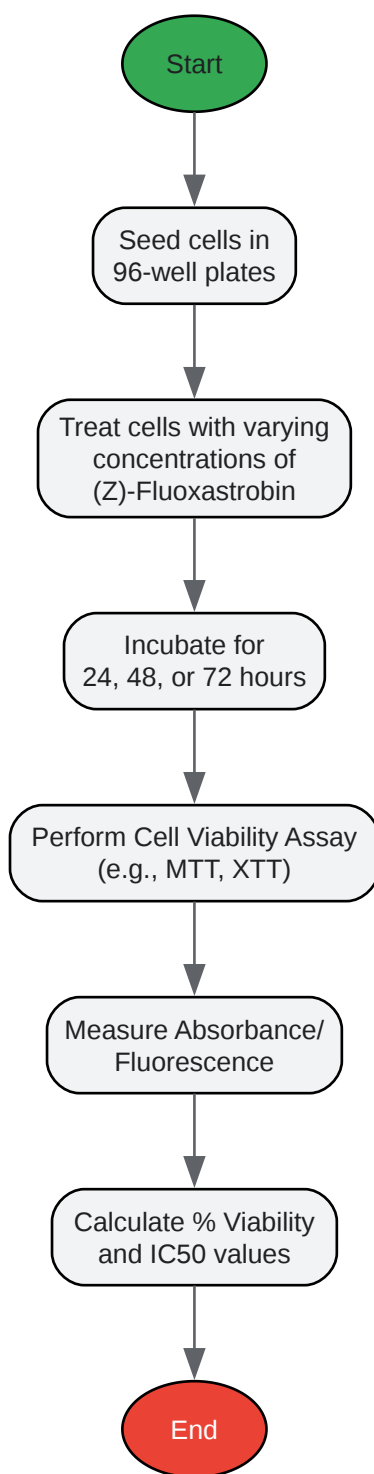 Start
Seed cells in
96-well plates
Treat cells with varying
concentrations of
(Z)-Fluoxastrobin
Incubate for
24, 48, or 72 hours
Perform Cell Viability Assay
(e.g., MTT, XTT)
Measure Absorbance/
Fluorescence
Calculate % Viability
and IC50 values
End